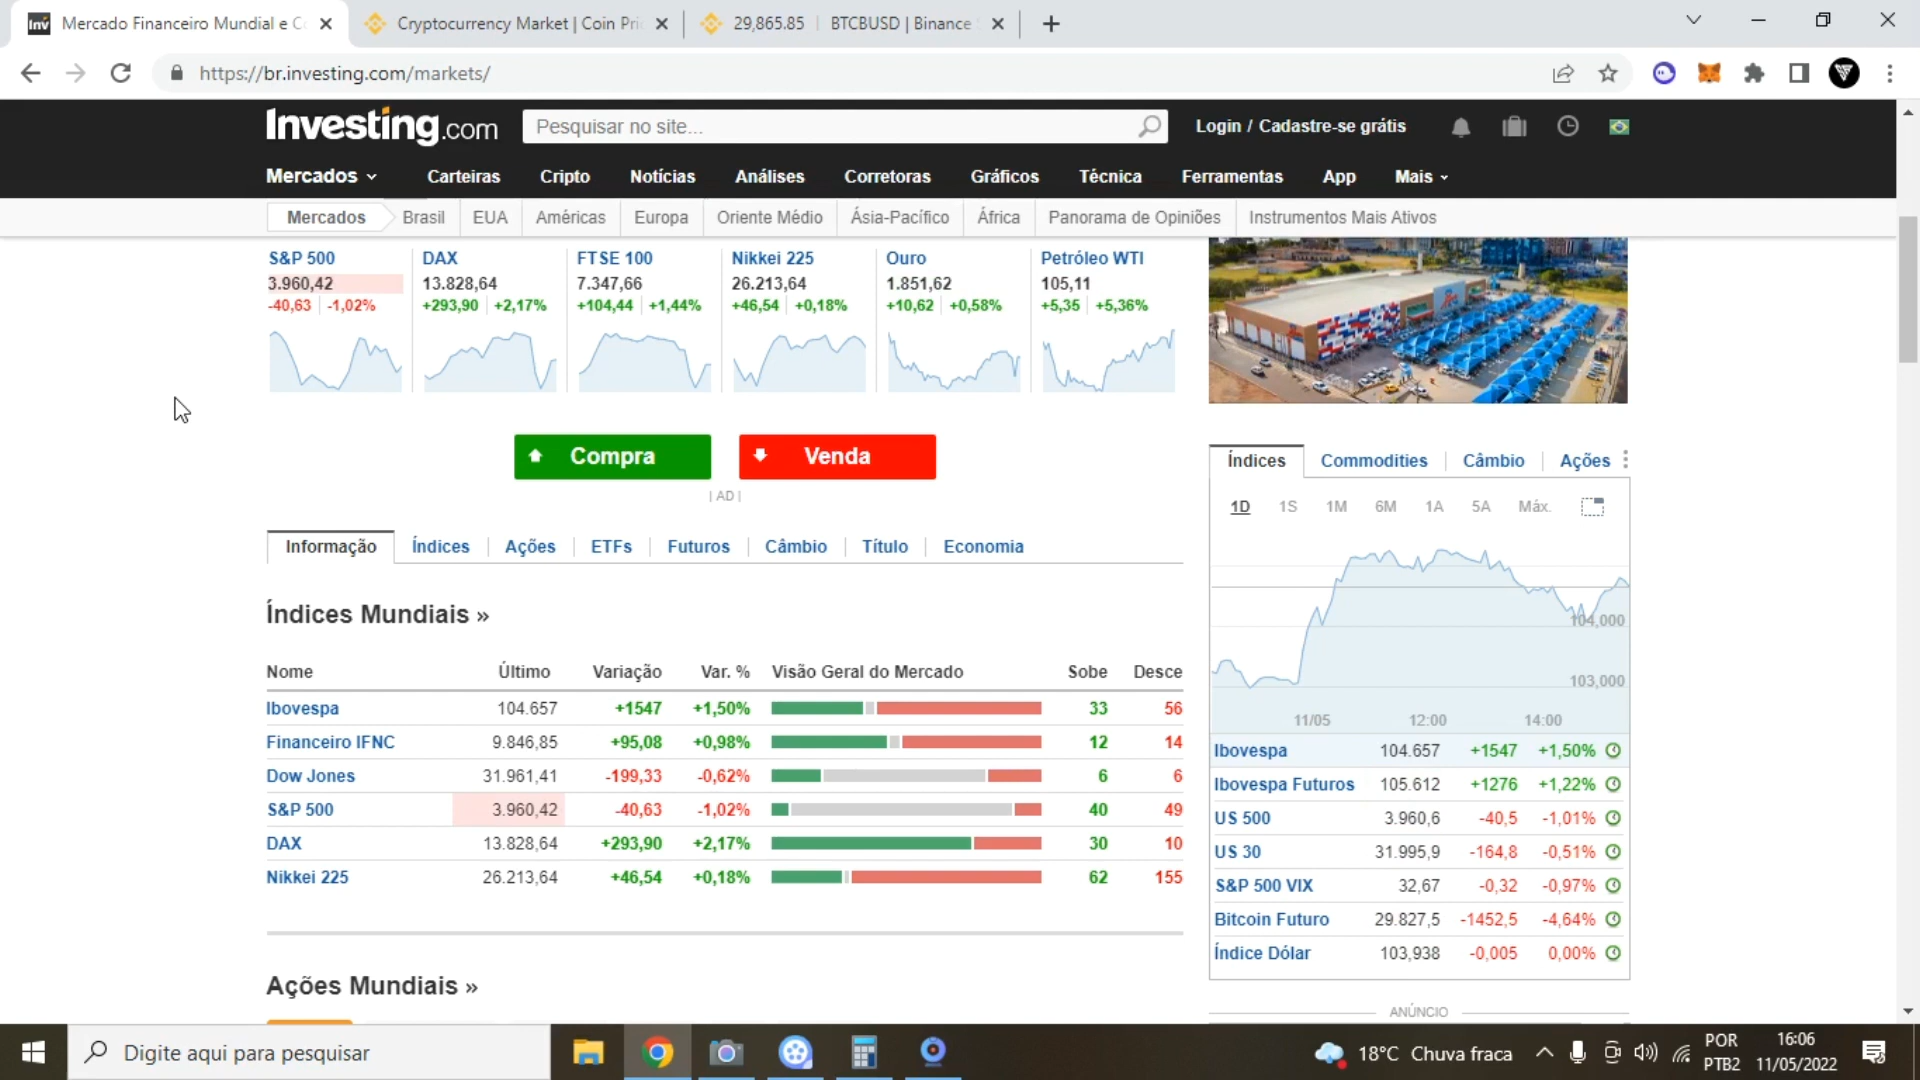 Mercado Financeiro Mundial e C
Cryptocurrency Market | Coin Pri
29,865.85 | BTCBUSD | Binance
https://br.investing.com/markets/
Investing.com
Pesquisar no site...
Login / Cadastre-se grátis
Mercados Carteiras Cripto Notícias Análises Corretoras Gráficos Técnica Ferramentas App Mais
Mercados Brasil EUA Américas Europa Oriente Médio Ásia-Pacífico África Panorama de Opiniões Instrumentos Mais Ativos
S&P 500 DAX FTSE 100 Nikkei 225 Ouro Petróleo WTI
3.960,42 13.828,64 7.347,66 26.213,64 1.851,62 105,11
-40,63 -1,02% +293,90 +2,17% +104,44 +1,44% +46,54 +0,18% +10,62 +0,58% +5,35 +5,36%
Compra Venda
| AD |
Informação Índices Ações ETFs Futuros Câmbio Título Economia
Índices Mundiais »
Nome Último Variação Var. % Visão Geral do Mercado Sobe Desce
Ibovespa 104.657 +1547 +1,50% 33 56
Financeiro IFNC 9.846,85 +95,08 +0,98% 12 14
Dow Jones 31.961,41 -199,33 -0,62% 6 6
S&P 500 3.960,42 -40,63 -1,02% 40 49
DAX 13.828,64 +293,90 +2,17% 30 10
Nikkei 225 26.213,64 +46,54 +0,18% 62 155
Ações Mundiais »
Índices Commodities Câmbio Ações
1D 1S 1M 6M 1A 5A Máx.
104,000
103,000
11/05 12:00 14:00
Ibovespa 104.657 +1547 +1,50%
Ibovespa Futuros 105.612 +1276 +1,22%
US 500 3.960,6 -40,5 -1,01%
US 30 31.995,9 -164,8 -0,51%
S&P 500 VIX 32,67 -0,32 -0,97%
Bitcoin Futuro 29.827,5 -1452,5 -4,64%
Índice Dólar 103,938 -0,005 0,00%
ANÚNCIO
Digite aqui para pesquisar
18°C Chuva fraca
POR
PTB2
16:06
11/05/2022